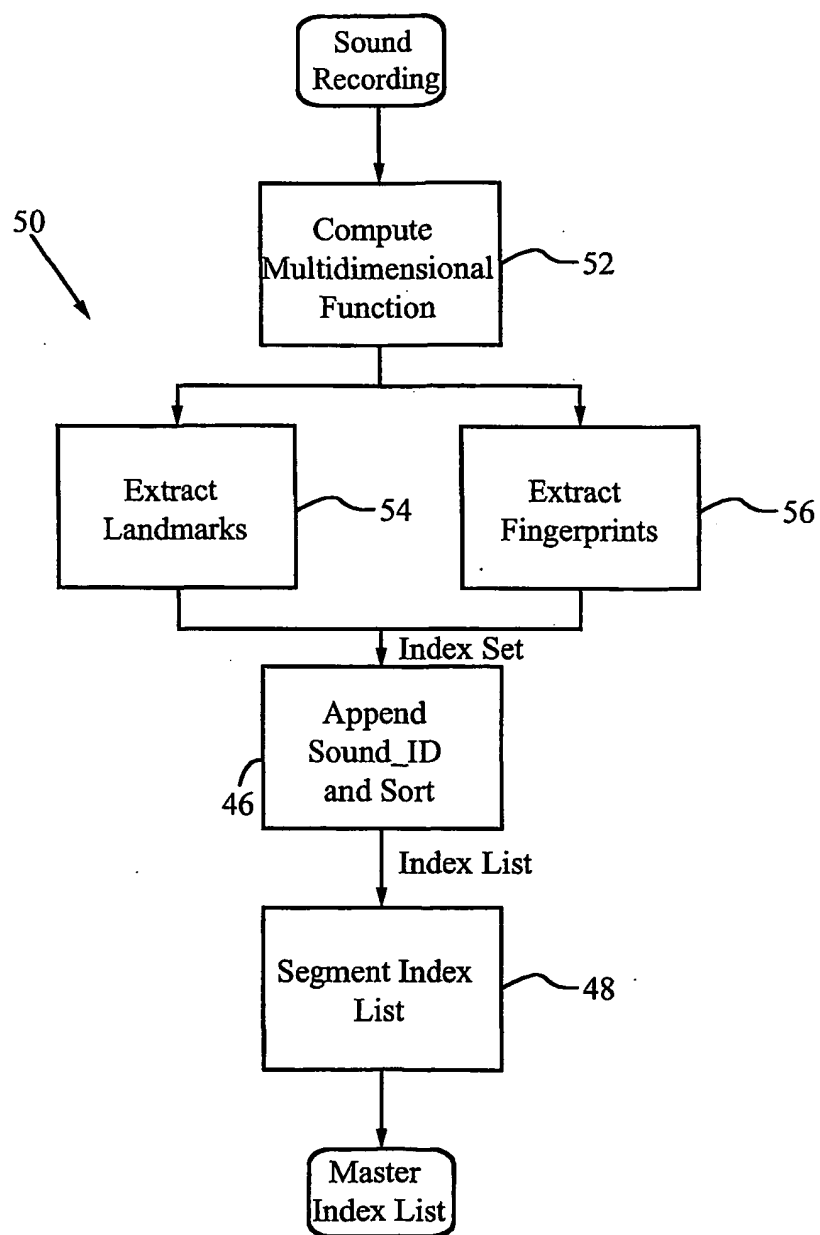 Sound
Recording
50
Compute
Multidimensional
Function
52
Extract
Landmarks
54
Extract
Fingerprints
56
Index Set
Append
Sound_ID
and Sort
46
Index List
Segment Index
List
48
Master
Index List